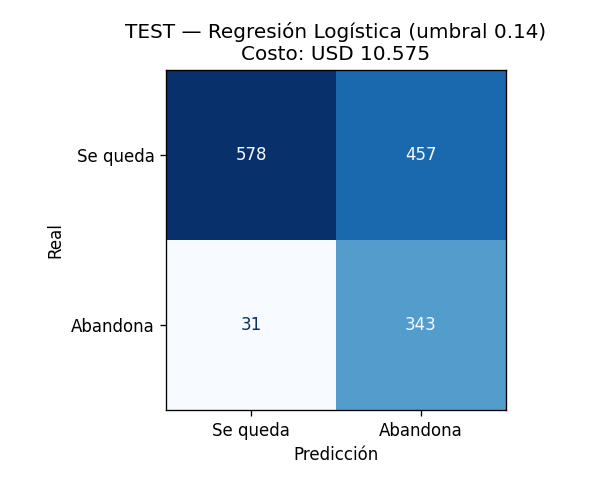 TEST — Regresión Logística (umbral 0.14)
Costo: USD 10.575
Se queda
578
457
Real
Abandona
31
343
Se queda
Abandona
Predicción